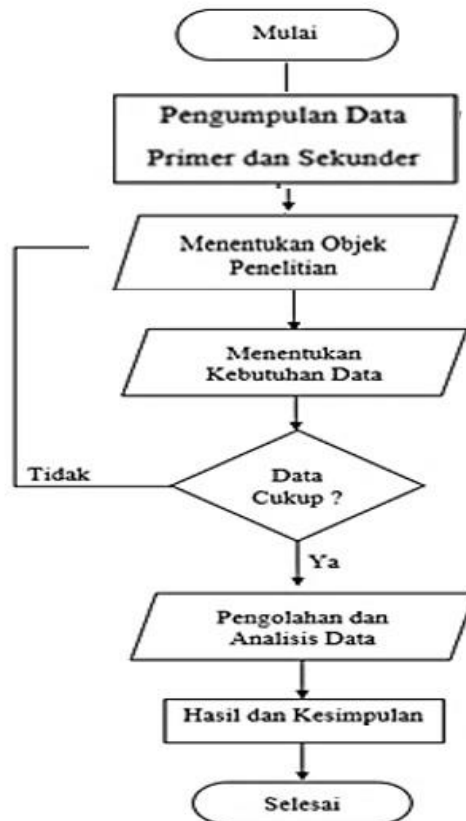 Mulai
Pengumpulan Data
Primer dan Sekunder
Menentukan Objek
Penelitian
Menentukan
Kebutuhan Data
Data
Cukup ?
Tidak
Ya
Pengolahan dan
Analisis Data
Hasil dan Kesimpulan
Selesai